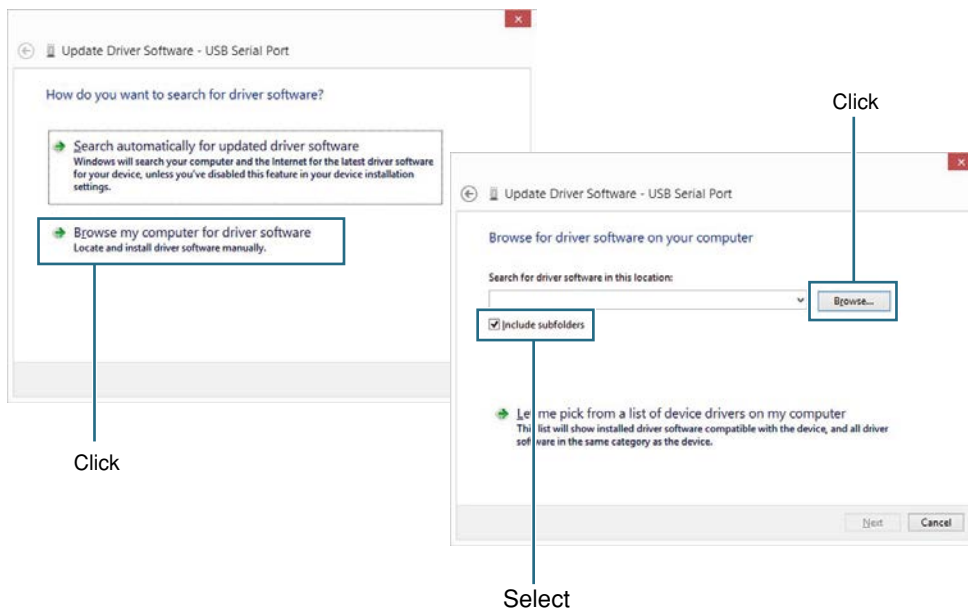 Update Driver Software - USB Serial Port
How do you want to search for driver software?
Search automatically for updated driver software
Windows will search your computer and the Internet for the latest driver software
for your device, unless you've disabled this feature in your device installation
settings.
Browse my computer for driver software
Locate and install driver software manually.
Click
Click
Update Driver Software - USB Serial Port
Browse for driver software on your computer
Search for driver software in this location:
Browse...
Include subfolders
Let me pick from a list of device drivers on my computer
This list will show installed driver software compatible with the device, and all driver
software in the same category as the device.
Next Cancel
Select